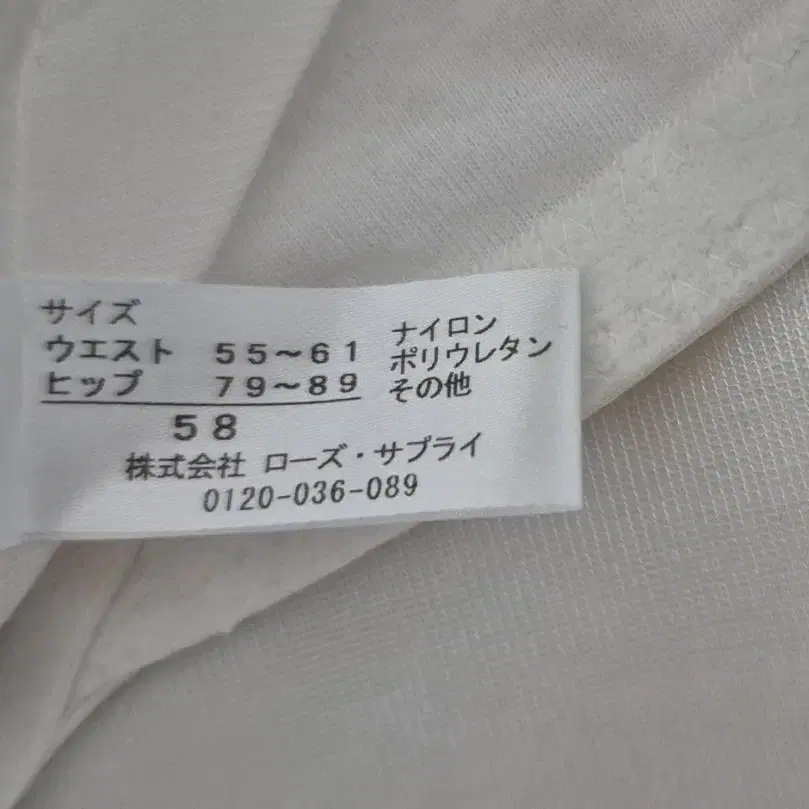 サイズ
ウエスト 55～61
ヒップ 79～89
58
ナイロン
ポリウレタン
その他
株式会社 ローズ・サプライ
0120-036-089